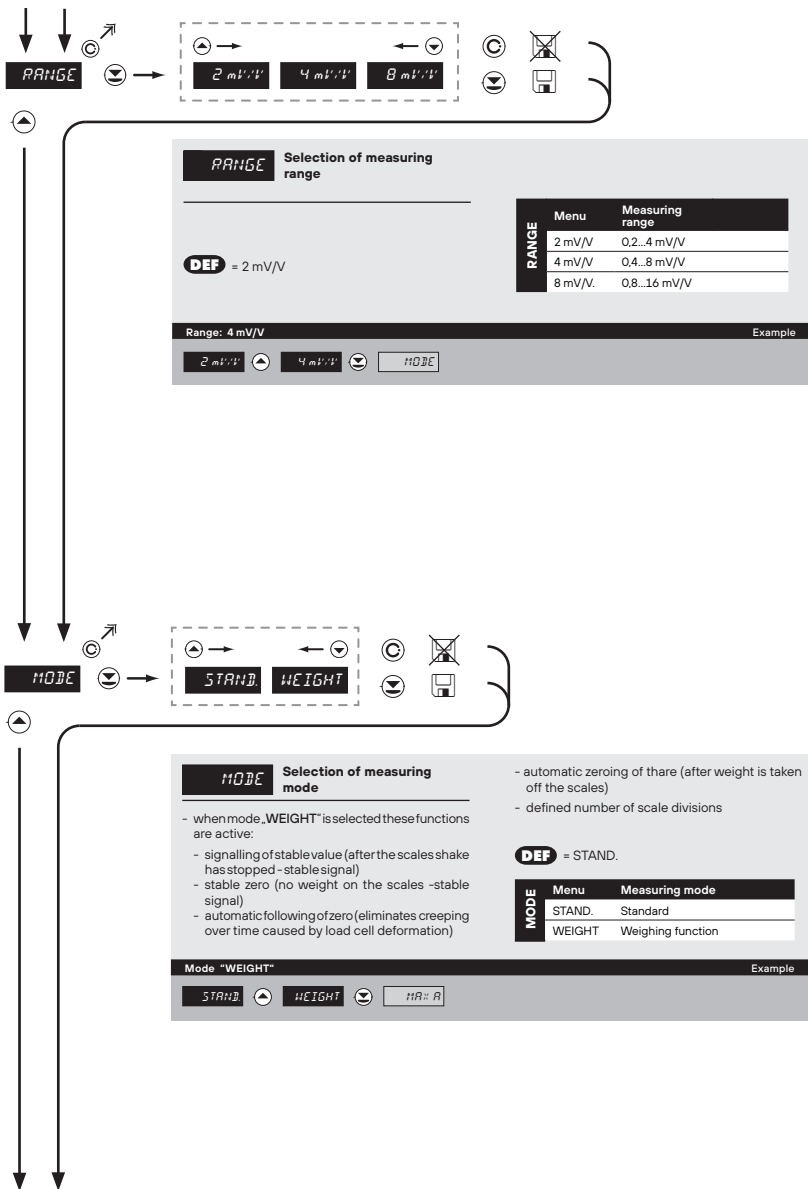 RANGE
2 mV/V 4 mV/V 8 mV/V
C
RANGE Selection of measuring
range
DEF = 2 mV/V
RANGE
Menu Measuring
range
2 mV/V 0,2...4 mV/V
4 mV/V 0,4...8 mV/V
8 mV/V. 0,8...16 mV/V
Range: 4 mV/V Example
2 mV/V 4 mV/V MODE
MODE
STAND. WEIGHT
C
MODE Selection of measuring
mode
- when mode „WEIGHT“ is selected these functions
are active:
- signalling of stable value (after the scales shake
has stopped - stable signal)
- stable zero (no weight on the scales -stable
signal)
- automatic following of zero (eliminates creeping
over time caused by load cell deformation)
- automatic zeroing of thare (after weight is taken
off the scales)
- defined number of scale divisions
DEF = STAND.
MODE
Menu Measuring mode
STAND. Standard
WEIGHT Weighing function
Mode "WEIGHT" Example
STAND. WEIGHT MAX A